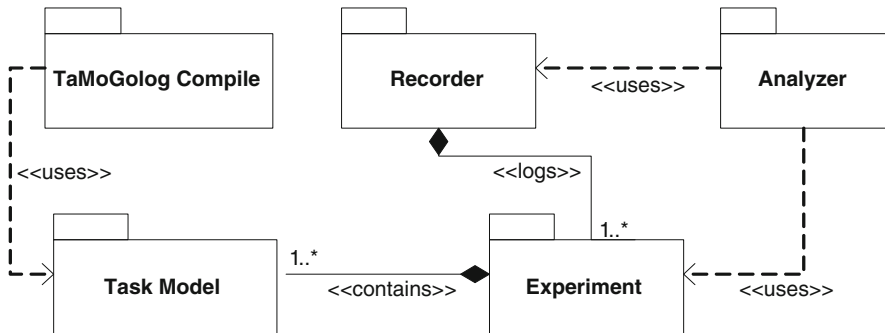 TaMoGolog Compile
Recorder
Analyzer
<<uses>>
<<uses>>
<<logs>>
1..*
1..*
Task Model
<<contains>>
Experiment
<<uses>>